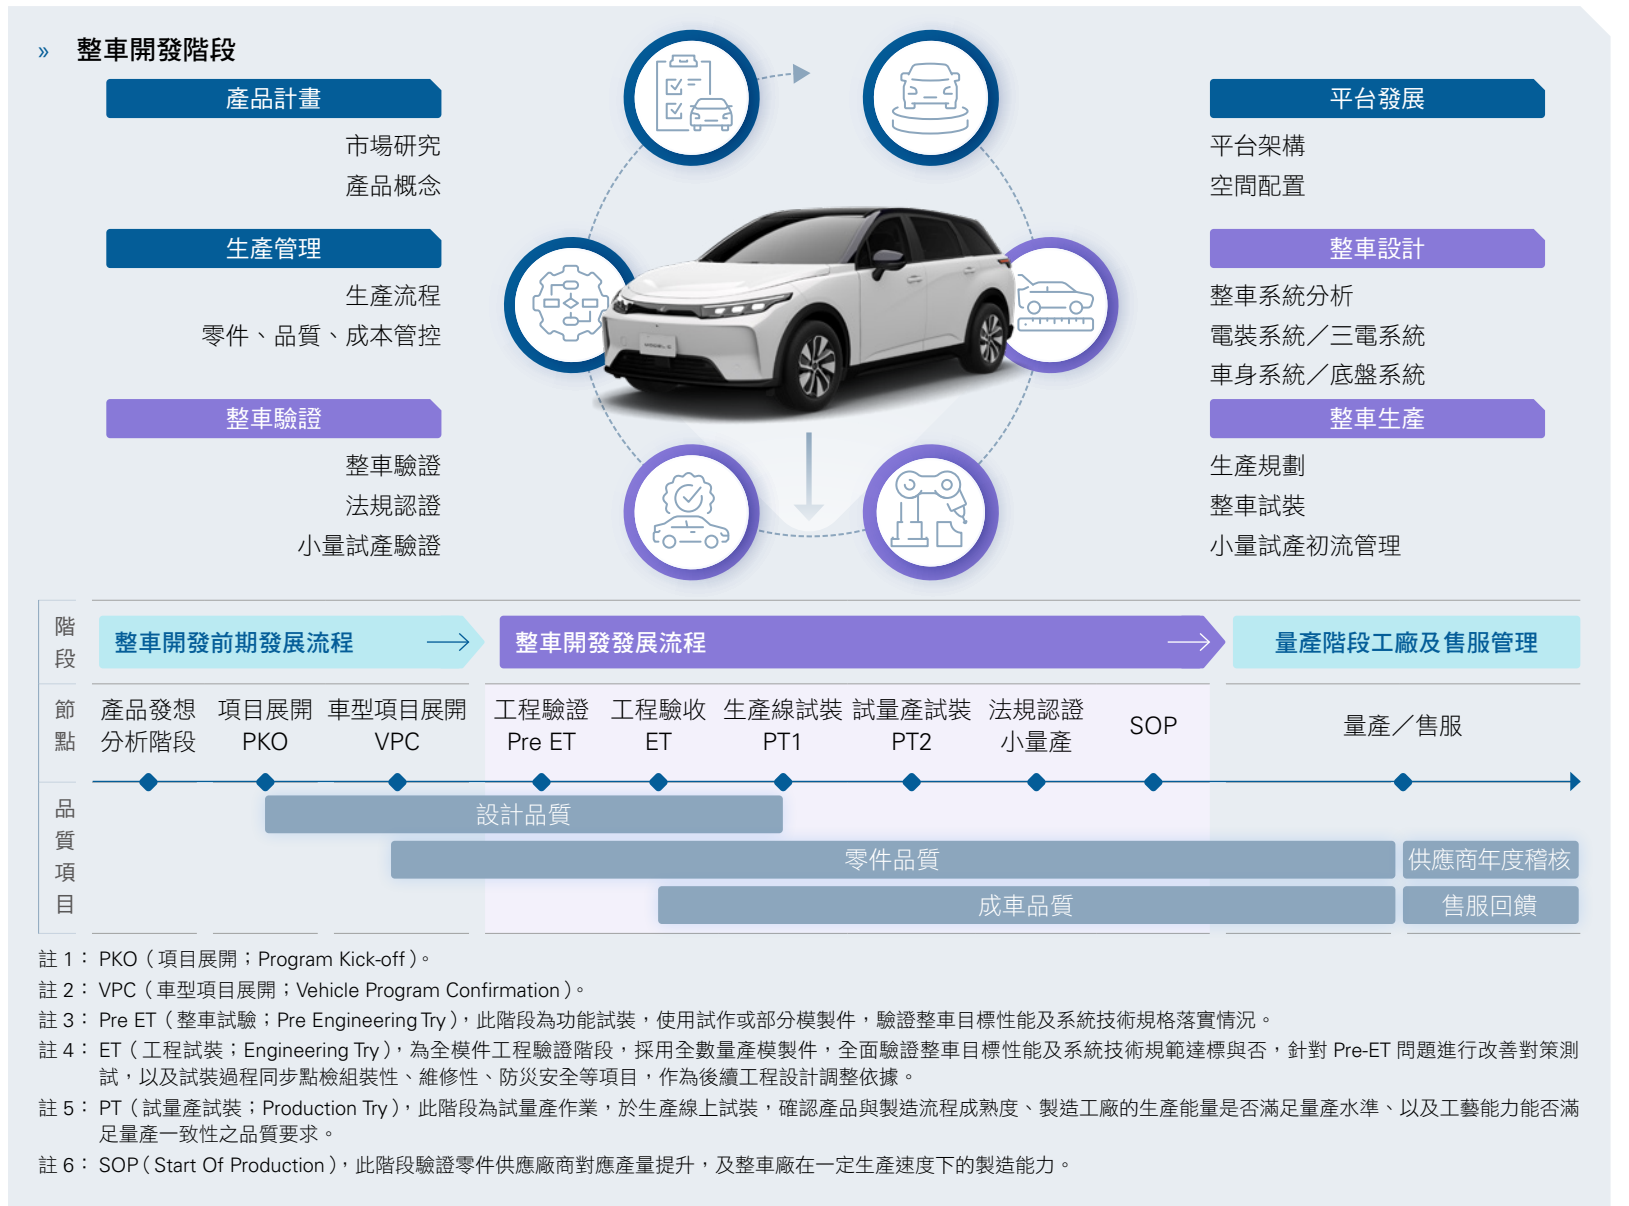 » 整車開發階段
產品計畫
市場研究
產品概念
生產管理
生產流程
零件、品質、成本管控
整車驗證
整車驗證
法規認證
小量試產驗證
平台發展
平台架構
空間配置
整車設計
整車系統分析
電裝系統／三電系統
車身系統／底盤系統
整車生產
生產規劃
整車試裝
小量試產初流管理
階段
整車開發前期發展流程
整車開發發展流程
量產階段工廠及售服管理
節點
產品發想
分析階段
項目展開
PKO
車型項目展開
VPC
工程驗證
Pre ET
工程驗收
ET
生產線試裝
PT1
試量產試裝
PT2
法規認證
小量產
SOP
量產／售服
品質項目
設計品質
零件品質
供應商年度稽核
成車品質
售服回饋
註 1： PKO（項目展開；Program Kick-off）。
註 2： VPC（車型項目展開；Vehicle Program Confirmation）。
註 3： Pre ET（整車試驗；Pre Engineering Try），此階段為功能試裝，使用試作或部分模製件，驗證整車目標性能及系統技術規格落實情況。
註 4： ET（工程試裝；Engineering Try），為全模件工程驗證階段，採用全數量產模製件，全面驗證整車目標性能及系統技術規範達標與否，針對 Pre-ET 問題進行改善對策測
試，以及試裝過程同步點檢組裝性、維修性、防災安全等項目，作為後續工程設計調整依據。
註 5： PT（試量產試裝；Production Try），此階段為試量產作業，於生產線上試裝，確認產品與製造流程成熟度、製造工廠的生產能量是否滿足量產水準、以及工藝能力能否滿
足量產一致性之品質要求。
註 6： SOP（Start Of Production），此階段驗證零件供應廠商對應產量提升，及整車廠在一定生產速度下的製造能力。